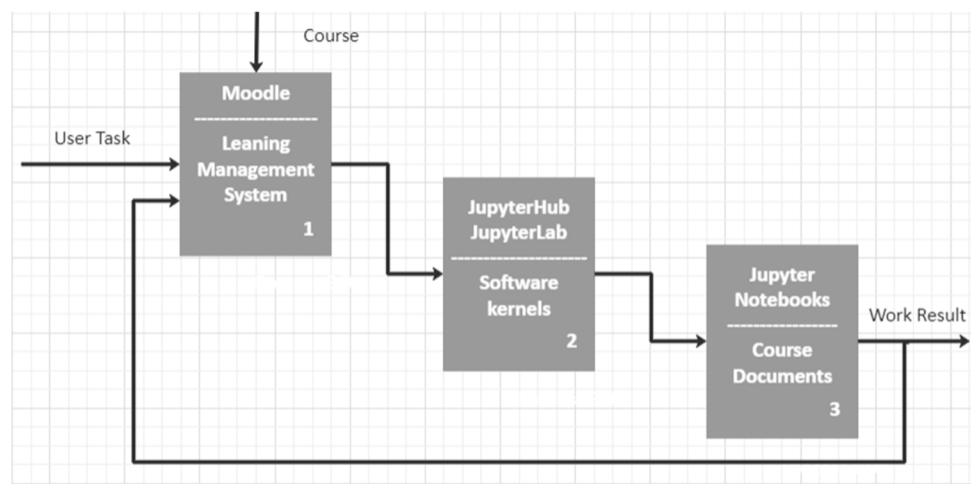 Course
Moodle
User Task
Leaning
Management
System
1
JupyterHub
JupyterLab
Software
kernels
2
Jupyter
Notebooks
Work Result
Course
Documents
3